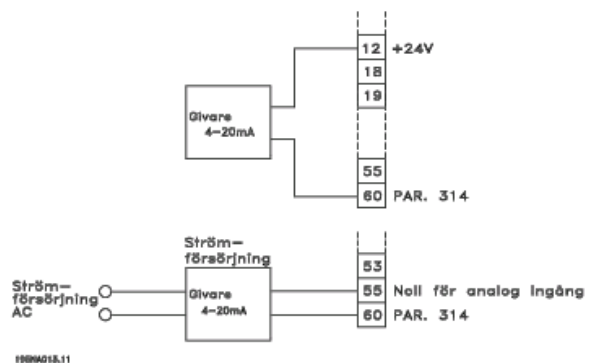 12 +24V
18
19
Givare
4-20mA
55
60 PAR. 314
Ström-
försörjning
53
Ström-
försörjning
AC
Givare
4-20mA
55 Noll för analog ingång
60 PAR. 314